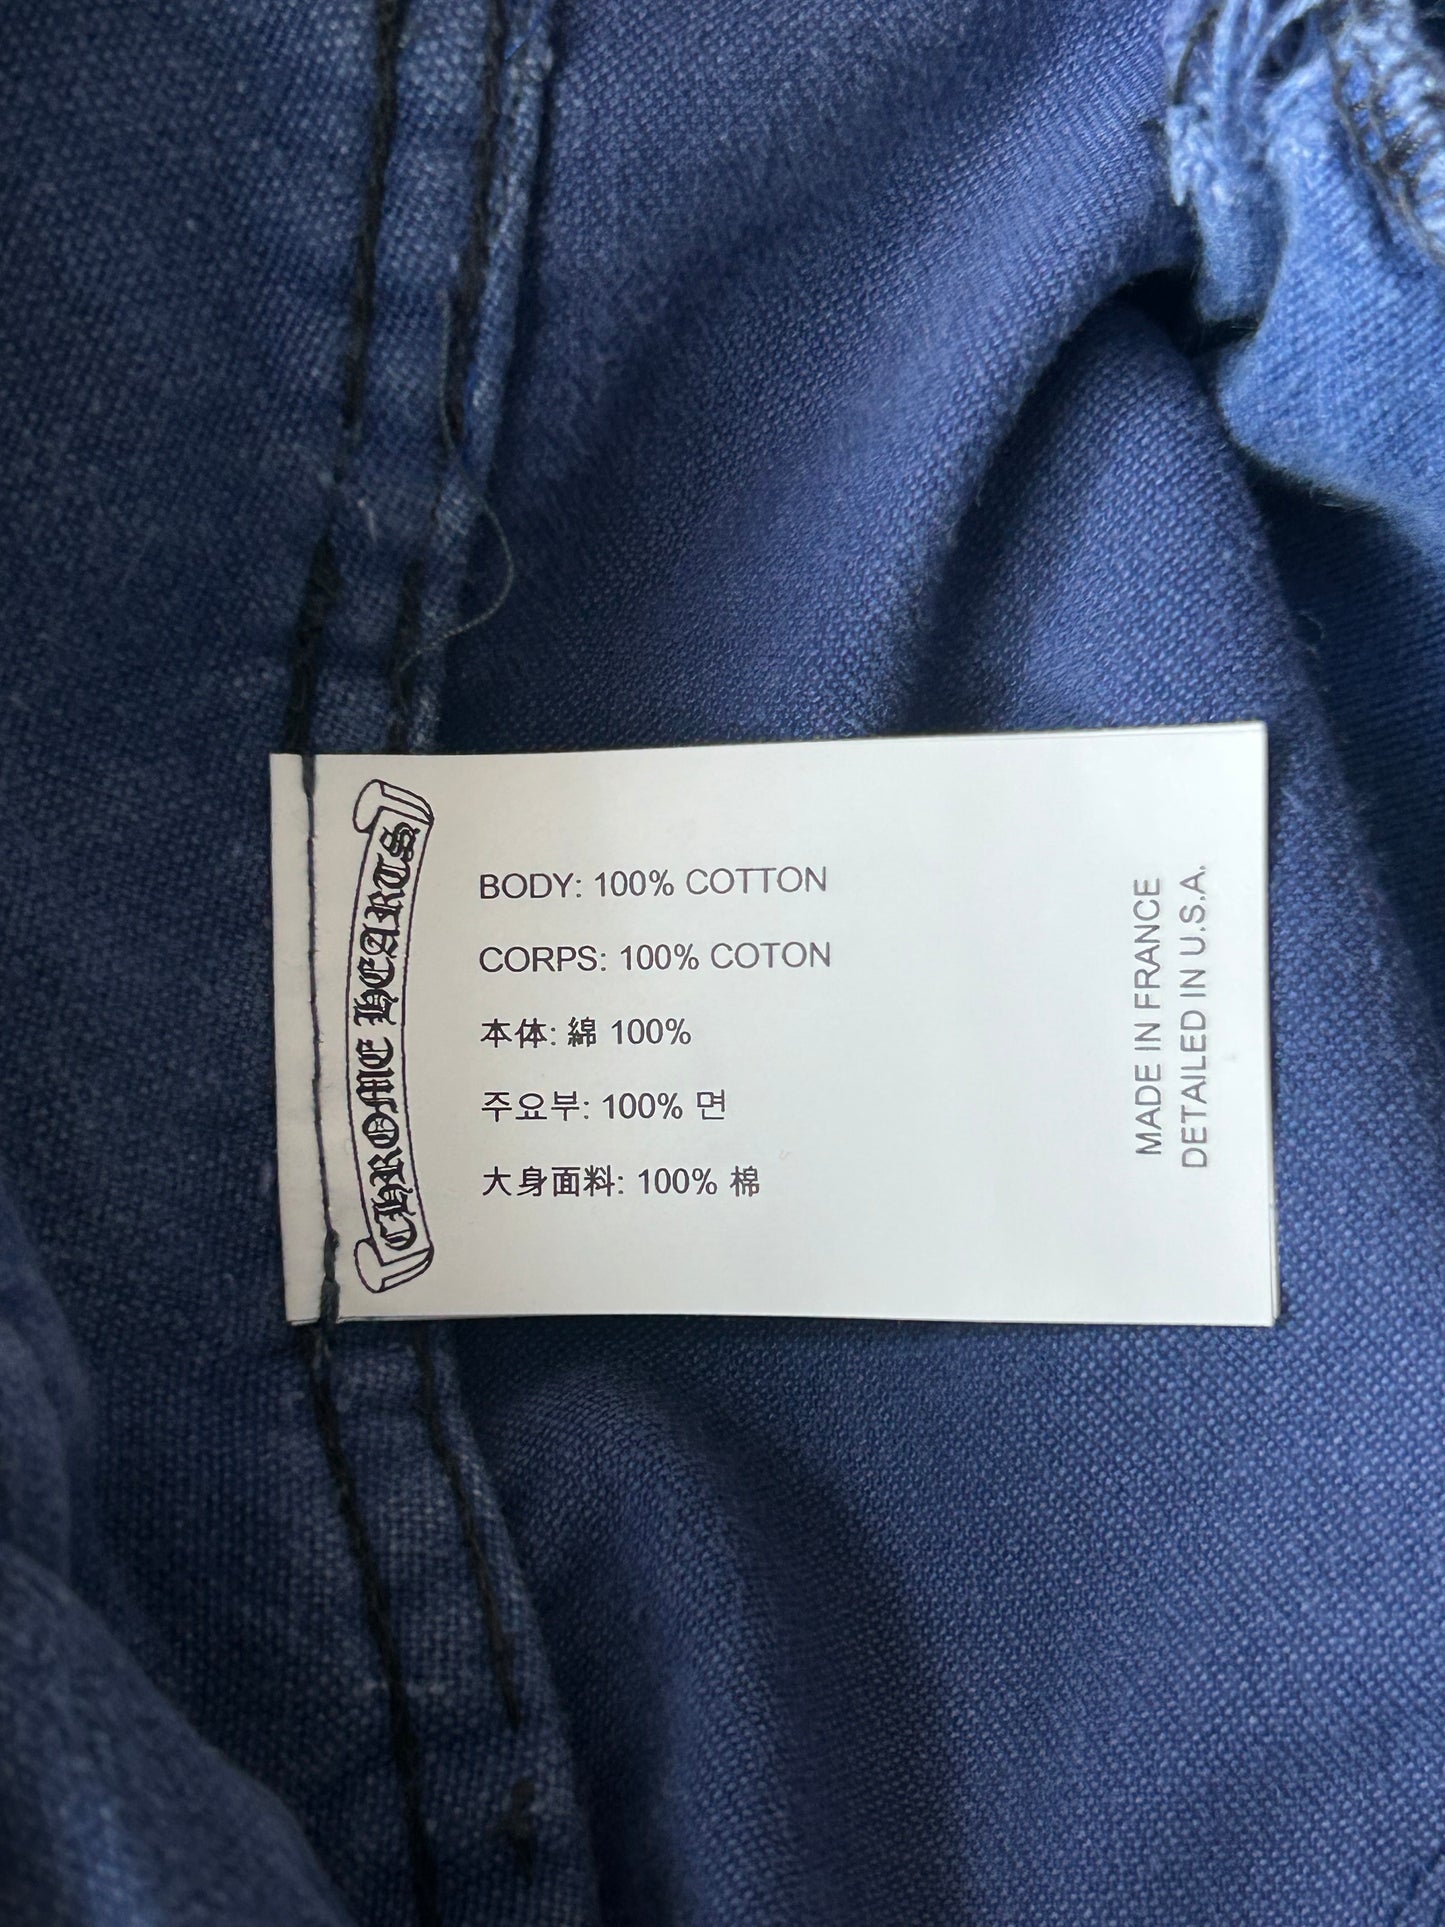 CHROME HEARTS
BODY: 100% COTTON
CORPS: 100% COTON
本体: 綿 100%
주요부: 100% 면
大身面料: 100% 棉
MADE IN FRANCE
DETAILED IN U.S.A.